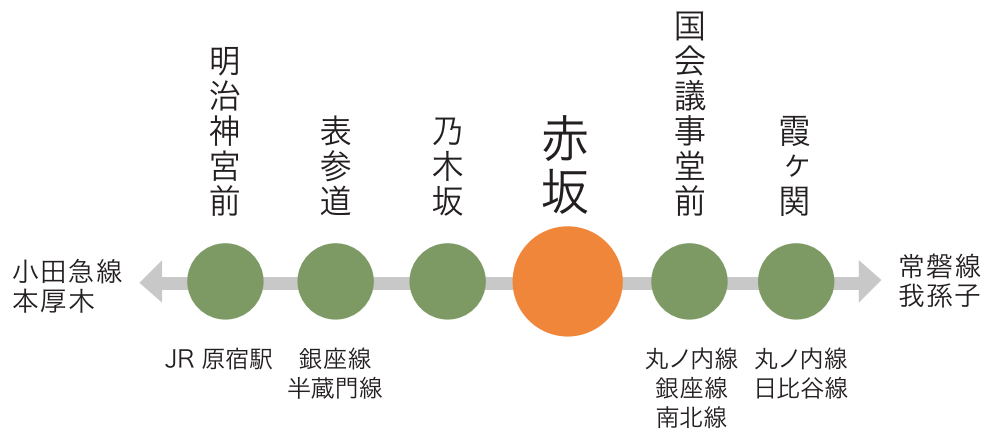 明治神宮前
表参道
乃木坂
赤坂
国会議事堂前
霞ヶ関
小田急線
本厚木
常磐線
我孫子
JR 原宿駅
銀座線
半蔵門線
丸ノ内線
銀座線
南北線
丸ノ内線
日比谷線